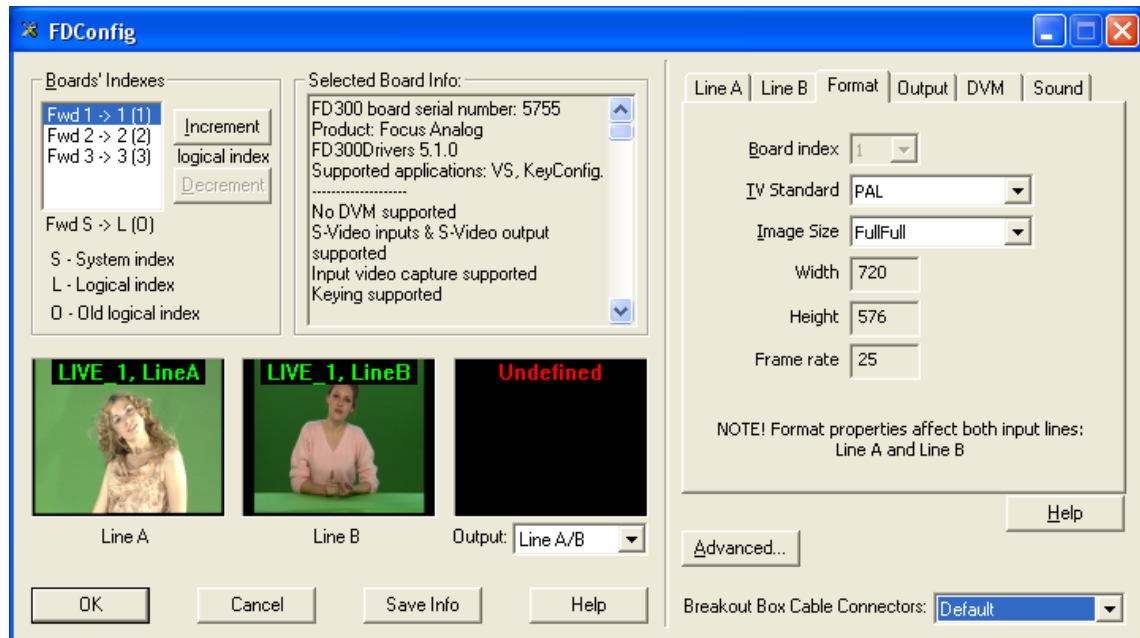 FDConfig
Boards' Indexes
Fwd 1 -> 1 (1)
Fwd 2 -> 2 (2)
Fwd 3 -> 3 (3)
Increment
logical index
Decrement
Fwd S -> L (O)
S - System index
L - Logical index
O - Old logical index
Selected Board Info:
FD300 board serial number: 5755
Product: Focus Analog
FD300Drivers 5.1.0
Supported applications: VS, KeyConfig.
--------------------
No DVM supported
S-Video inputs & S-Video output
supported
Input video capture supported
Keying supported
LIVE_1, LineA
LIVE_1, LineB
Undefined
Line A
Line B
Output: Line A/B
OK
Cancel
Save Info
Help
Line A
Line B
Format
Output
DVM
Sound
Board index 1
TV Standard PAL
Image Size FullFull
Width 720
Height 576
Frame rate 25
NOTE! Format properties affect both input lines:
Line A and Line B
Help
Advanced...
Breakout Box Cable Connectors: Default